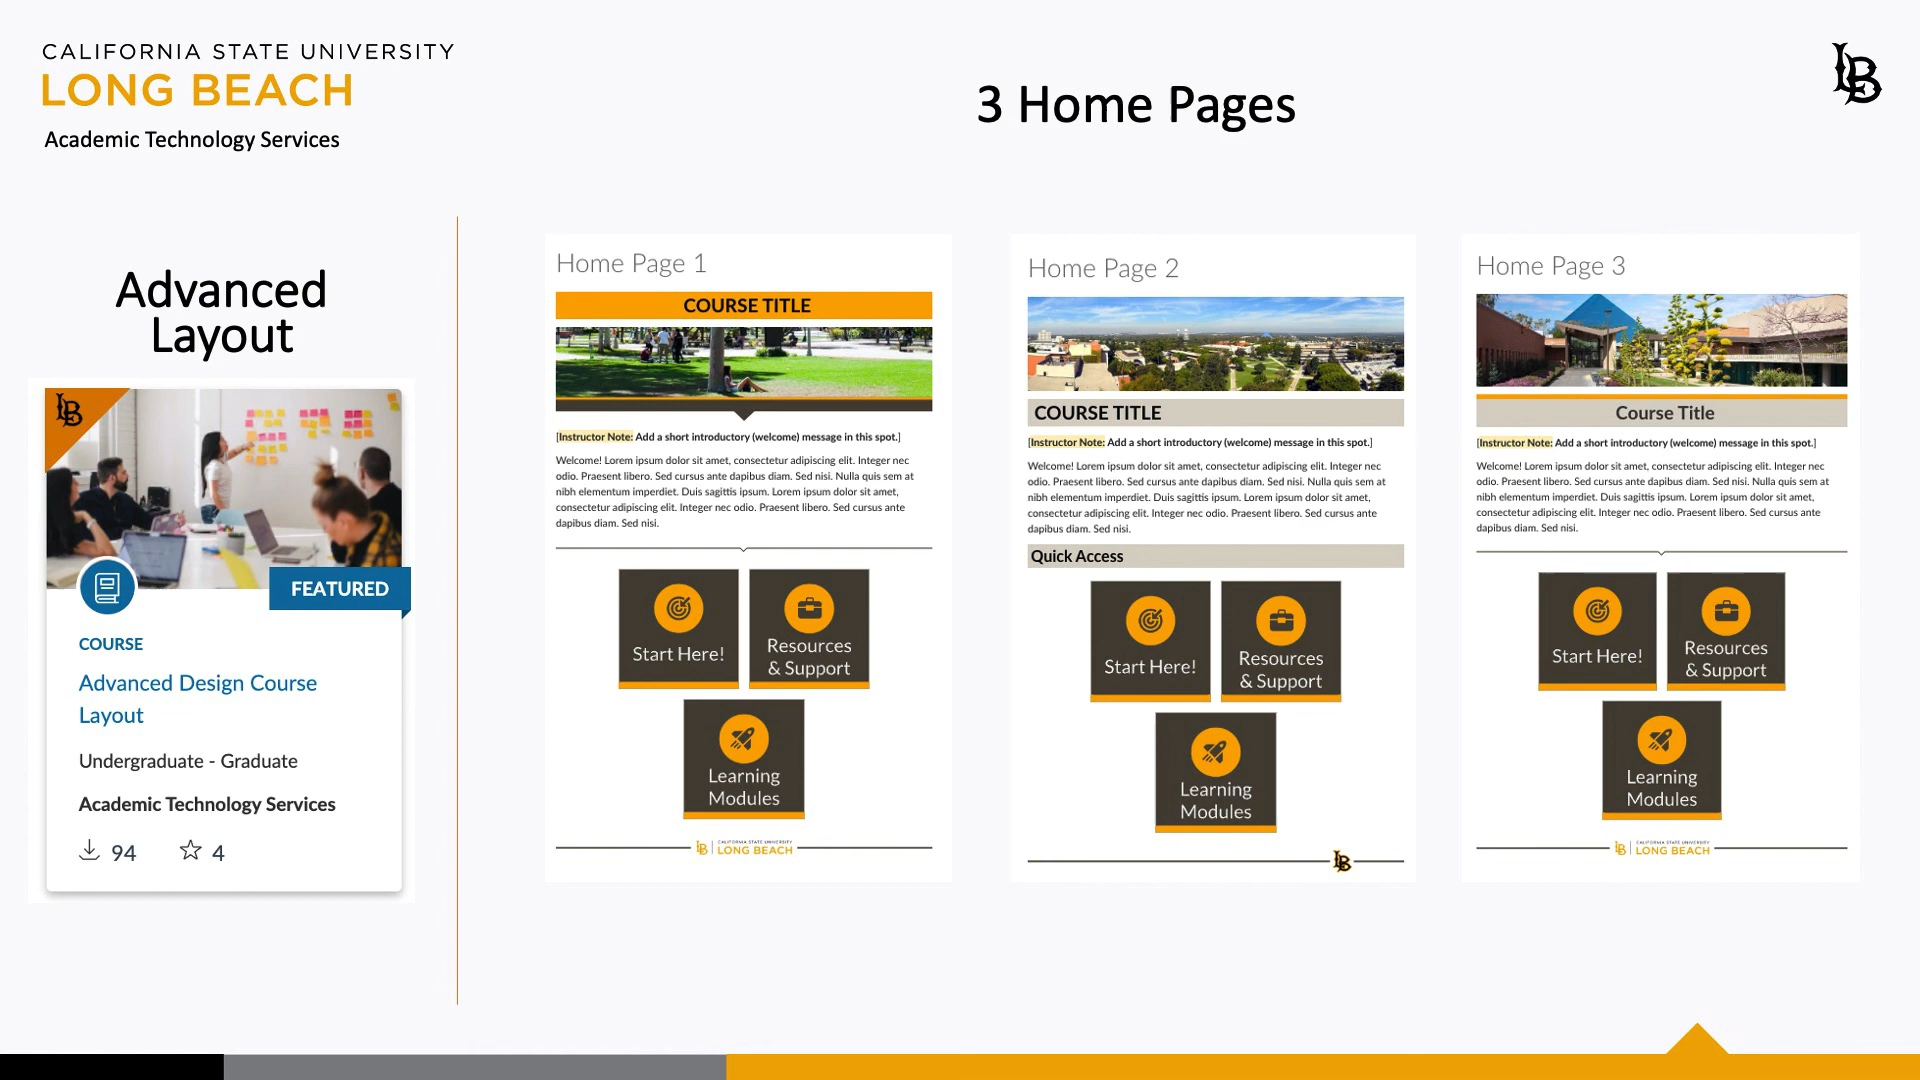 CALIFORNIA STATE UNIVERSITY
LONG BEACH
Academic Technology Services
LB
3 Home Pages
Advanced
Layout
LB
FEATURED
COURSE
Advanced Design Course
Layout
Undergraduate - Graduate
Academic Technology Services
94 4
Home Page 1
COURSE TITLE
[Instructor Note: Add a short introductory (welcome) message in this spot.]
Welcome! Lorem ipsum dolor sit amet, consectetur adipiscing elit. Integer nec
odio. Praesent libero. Sed cursus ante dapibus diam. Sed nisi. Nulla quis sem at
nibh elementum imperdiet. Duis sagittis ipsum. Lorem ipsum dolor sit amet,
consectetur adipiscing elit. Integer nec odio. Praesent libero. Sed cursus ante
dapibus diam. Sed nisi.
Start Here!
Resources
& Support
Learning
Modules
LB CALIFORNIA STATE UNIVERSITY
LONG BEACH
Home Page 2
COURSE TITLE
[Instructor Note: Add a short introductory (welcome) message in this spot.]
Welcome! Lorem ipsum dolor sit amet, consectetur adipiscing elit. Integer nec
odio. Praesent libero. Sed cursus ante dapibus diam. Sed nisi. Nulla quis sem at
nibh elementum imperdiet. Duis sagittis ipsum. Lorem ipsum dolor sit amet,
consectetur adipiscing elit. Integer nec odio. Praesent libero. Sed cursus ante
dapibus diam. Sed nisi.
Quick Access
Start Here!
Resources
& Support
Learning
Modules
LB
Home Page 3
Course Title
[Instructor Note: Add a short introductory (welcome) message in this spot.]
Welcome! Lorem ipsum dolor sit amet, consectetur adipiscing elit. Integer nec
odio. Praesent libero. Sed cursus ante dapibus diam. Sed nisi. Nulla quis sem at
nibh elementum imperdiet. Duis sagittis ipsum. Lorem ipsum dolor sit amet,
consectetur adipiscing elit. Integer nec odio. Praesent libero. Sed cursus ante
dapibus diam. Sed nisi.
Start Here!
Resources
& Support
Learning
Modules
LB CALIFORNIA STATE UNIVERSITY
LONG BEACH